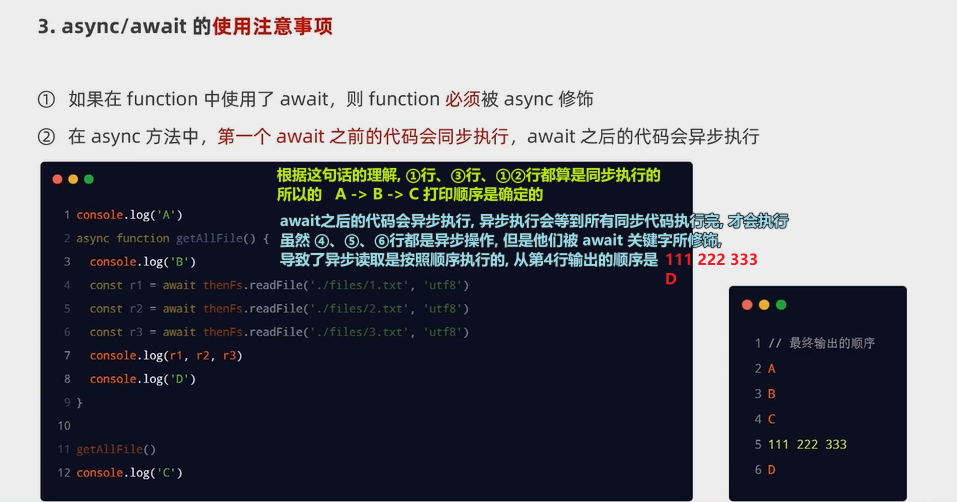 3. async/await 的使用注意事项
① 如果在 function 中使用了 await，则 function 必须被 async 修饰
② 在 async 方法中，第一个 await 之前的代码会同步执行，await 之后的代码会异步执行
根据这句话的理解, ①行、③行、①②行都算是同步执行的
所以的 A -> B -> C 打印顺序是确定的
await之后的代码会异步执行, 异步执行会等到所有同步代码执行完, 才会执行
虽然 ④、⑤、⑥行都是异步操作, 但是他们被 await 关键字所修饰,
导致了异步读取是按照顺序执行的, 从第4行输出的顺序是 111 222 333
D
1 console.log('A')
2 async function getAllFile() {
3 console.log('B')
4 const r1 = await thenFs.readFile('./files/1.txt', 'utf8')
5 const r2 = await thenFs.readFile('./files/2.txt', 'utf8')
6 const r3 = await thenFs.readFile('./files/3.txt', 'utf8')
7 console.log(r1, r2, r3)
8 console.log('D')
9 }
10
11 getAllFile()
12 console.log('C')
1 // 最终输出的顺序
2 A
3 B
4 C
5 111 222 333
6 D